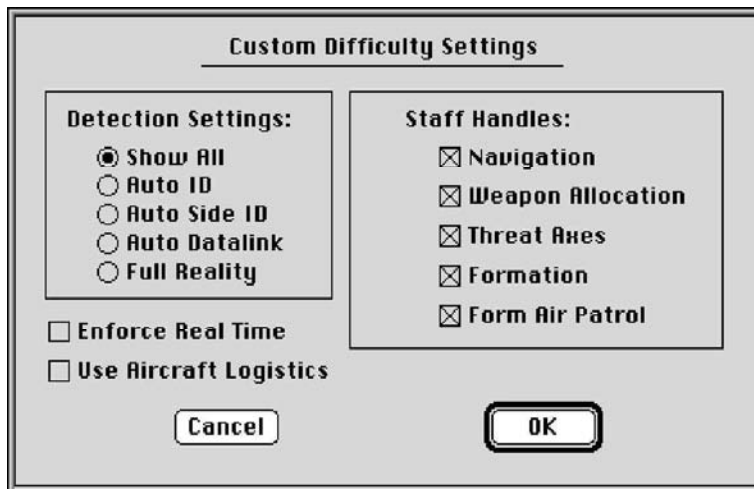 Custom Difficulty Settings
Detection Settings:
Show All
Auto ID
Auto Side ID
Auto Datalink
Full Reality
Enforce Real Time
Use Aircraft Logistics
Staff Handles:
Navigation
Weapon Allocation
Threat Axes
Formation
Form Air Patrol
Cancel
OK